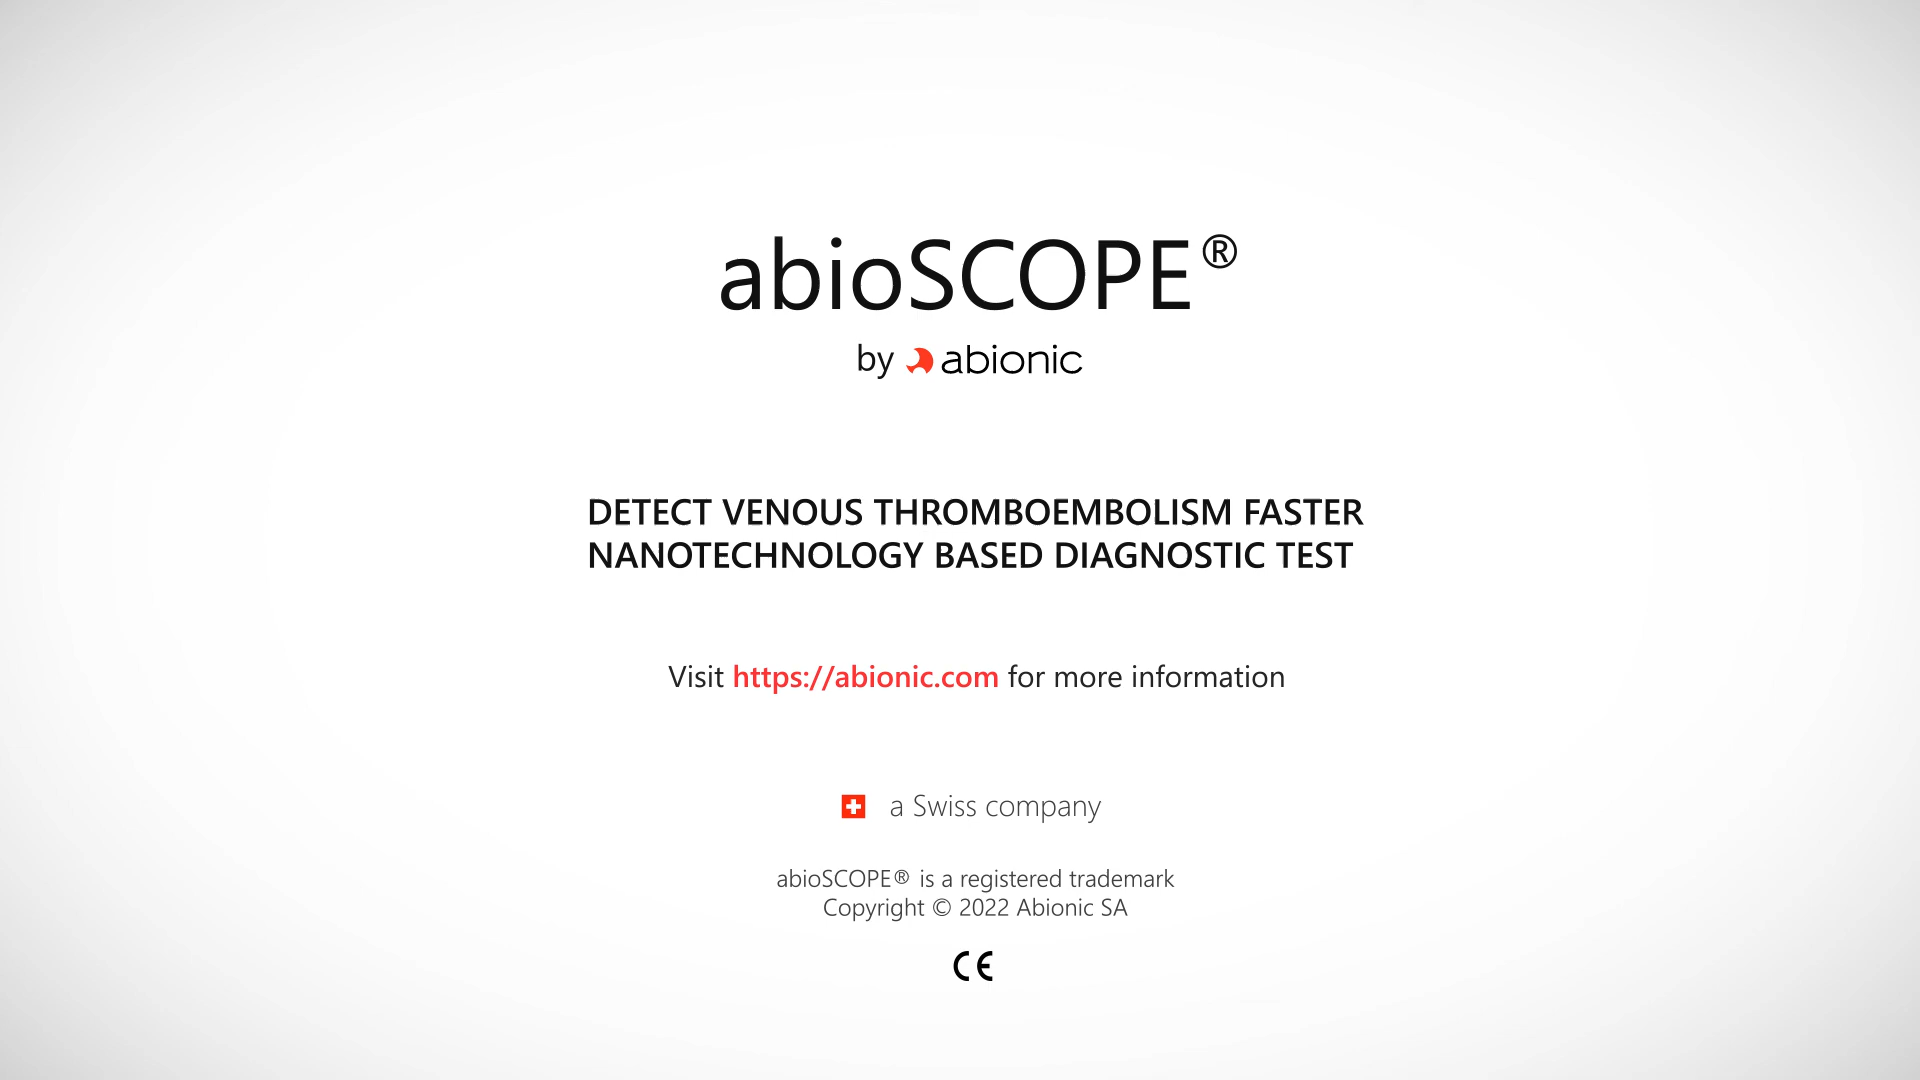 abioSCOPE®
by abionic
DETECT VENOUS THROMBOEMBOLISM FASTER
NANOTECHNOLOGY BASED DIAGNOSTIC TEST
Visit https://abionic.com for more information
a Swiss company
abioSCOPE® is a registered trademark
Copyright © 2022 Abionic SA
CE